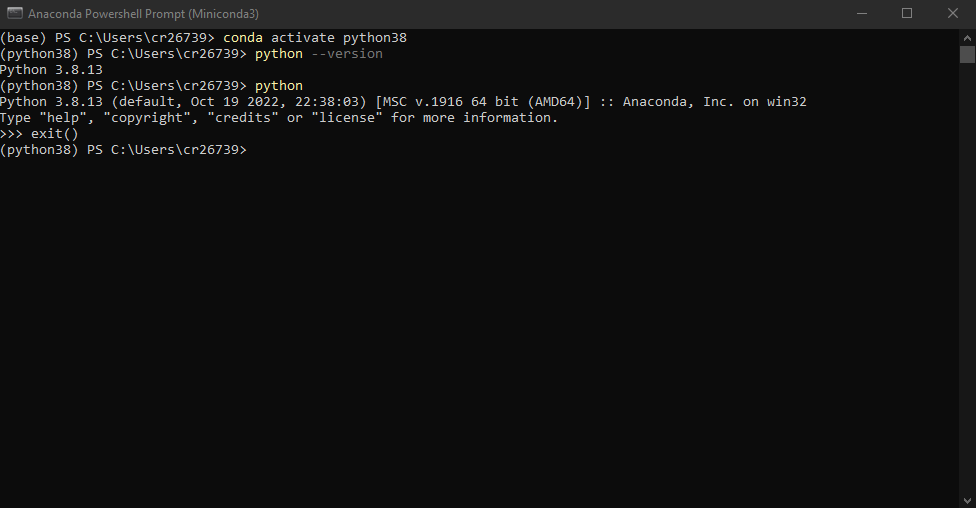 Anaconda Powershell Prompt (Miniconda3)
(base) PS C:\Users\cr26739> conda activate python38
(python38) PS C:\Users\cr26739> python --version
Python 3.8.13
(python38) PS C:\Users\cr26739> python
Python 3.8.13 (default, Oct 19 2022, 22:38:03) [MSC v.1916 64 bit (AMD64)] :: Anaconda, Inc. on win32
Type "help", "copyright", "credits" or "license" for more information.
>>> exit()
(python38) PS C:\Users\cr26739>